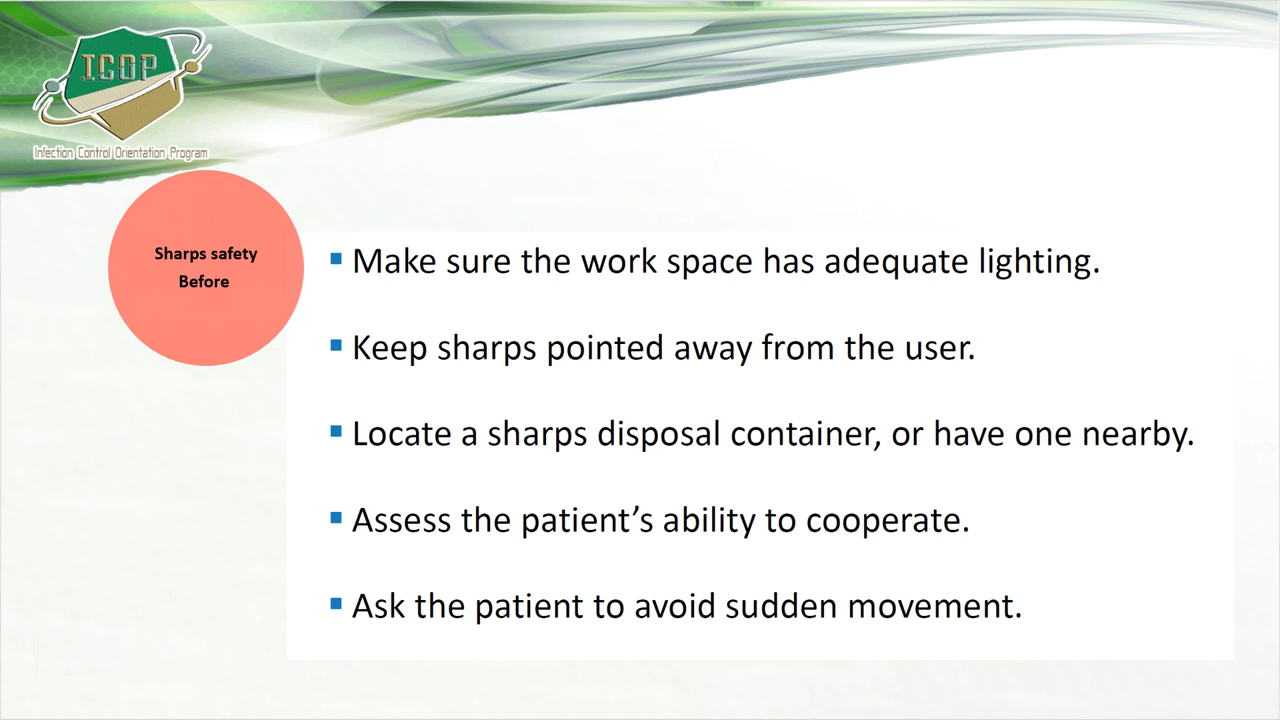 ICOP
Infection Control Orientation Program
Sharps safety
Before
▪ Make sure the work space has adequate lighting.
▪ Keep sharps pointed away from the user.
▪ Locate a sharps disposal container, or have one nearby.
▪ Assess the patient’s ability to cooperate.
▪ Ask the patient to avoid sudden movement.